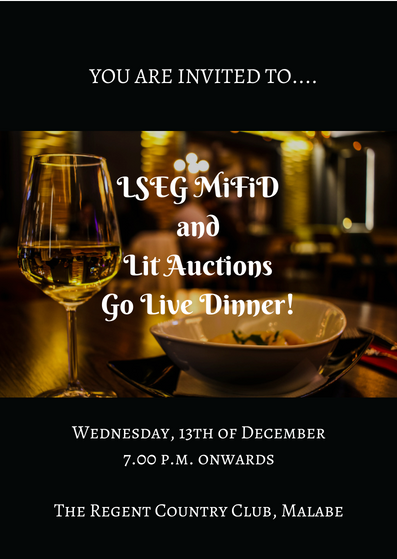 YOU ARE INVITED TO....
LSEG MiFiD
and
Lit Auctions
Go Live Dinner!
Wednesday, 13th of December
7.00 p.m. onwards
The Regent Country Club, Malabe